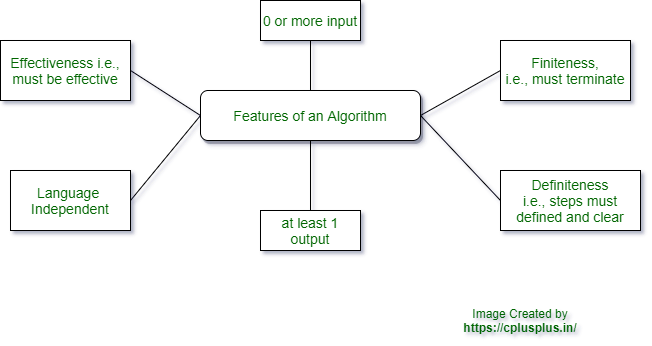 0 or more input
Effectiveness i.e.,
must be effective
Finiteness,
i.e., must terminate
Features of an Algorithm
Language
Independent
Definiteness
i.e., steps must
defined and clear
at least 1
output
Image Created by
https://cplusplus.in/